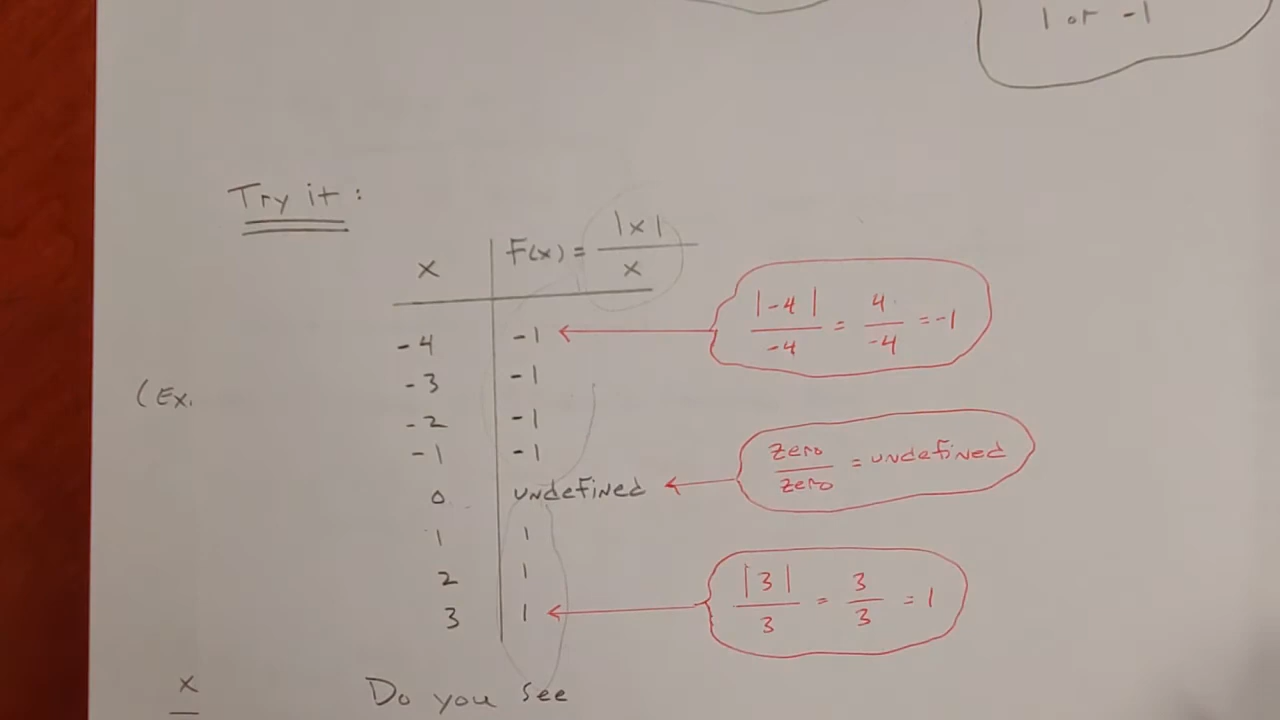 1 or -1
Try it:
x F(x) = |x| / x
-4 -1 |-4| / -4 = 4 / -4 = -1
-3 -1
(Ex.
-2 -1
-1 -1
0 undefined zero / zero = undefined
1 1
2 1
3 1 |3| / 3 = 3 / 3 = 1
x Do you see